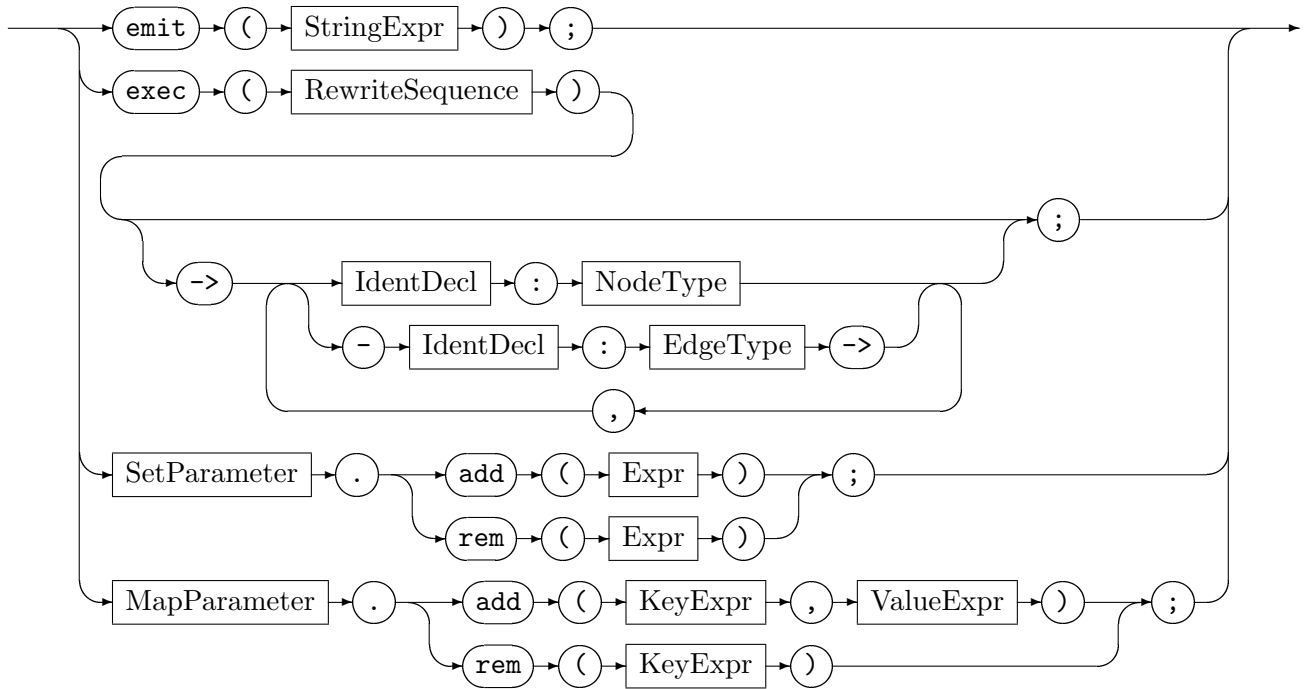 emit ( StringExpr ) ;
exec ( RewriteSequence )
;
-> IdentDecl : NodeType
- IdentDecl : EdgeType ->
,
SetParameter . add ( Expr ) ;
rem ( Expr )
MapParameter . add ( KeyExpr , ValueExpr ) ;
rem ( KeyExpr )